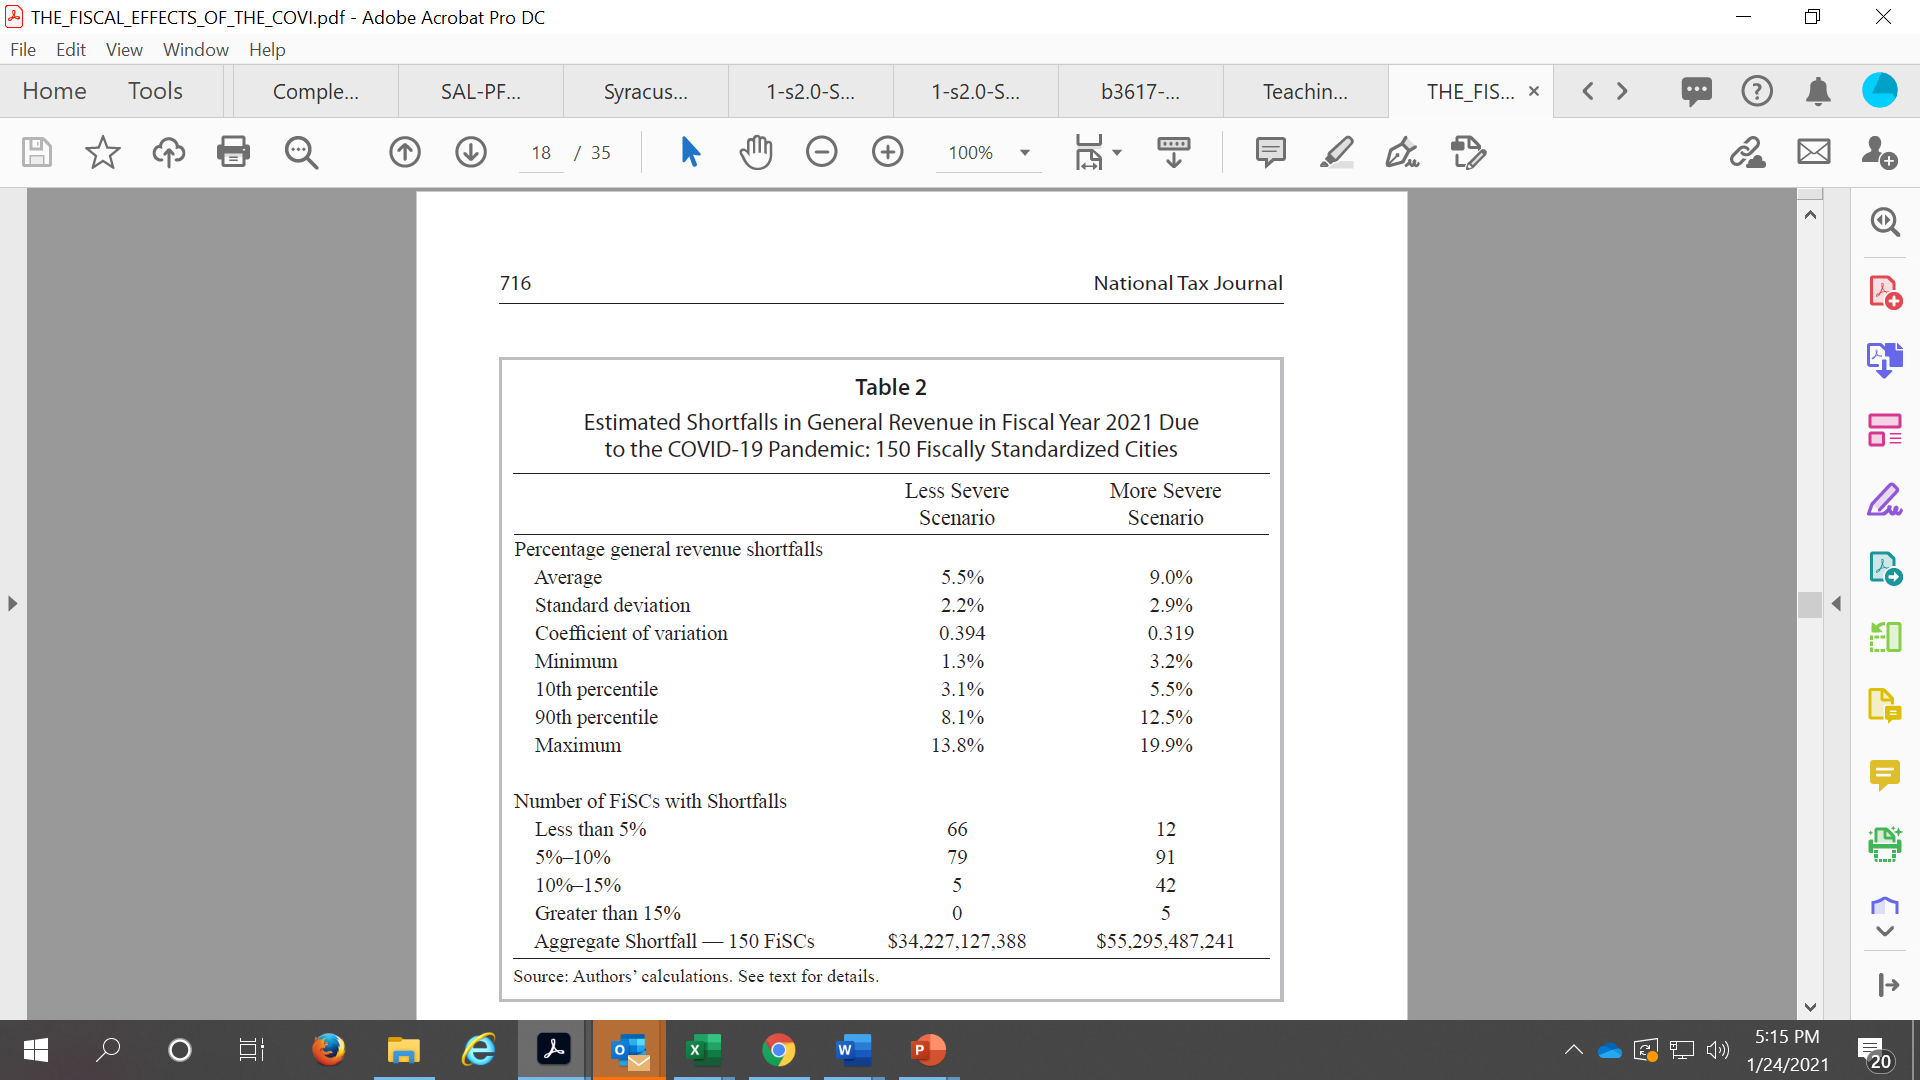 THE_FISCAL_EFFECTS_OF_THE_COVI.pdf - Adobe Acrobat Pro DC
File Edit View Window Help
Home Tools Comple... SAL-PF... Syracus... 1-s2.0-S... 1-s2.0-S... b3617-... Teachin... THE_FIS... ×
18 / 35 100%
716 National Tax Journal
Table 2
Estimated Shortfalls in General Revenue in Fiscal Year 2021 Due
to the COVID-19 Pandemic: 150 Fiscally Standardized Cities
Less Severe More Severe
Scenario Scenario
Percentage general revenue shortfalls
Average 5.5% 9.0%
Standard deviation 2.2% 2.9%
Coefficient of variation 0.394 0.319
Minimum 1.3% 3.2%
10th percentile 3.1% 5.5%
90th percentile 8.1% 12.5%
Maximum 13.8% 19.9%
Number of FiSCs with Shortfalls
Less than 5% 66 12
5%–10% 79 91
10%–15% 5 42
Greater than 15% 0 5
Aggregate Shortfall — 150 FiSCs $34,227,127,388 $55,295,487,241
Source: Authors' calculations. See text for details.
5:15 PM
1/24/2021
20